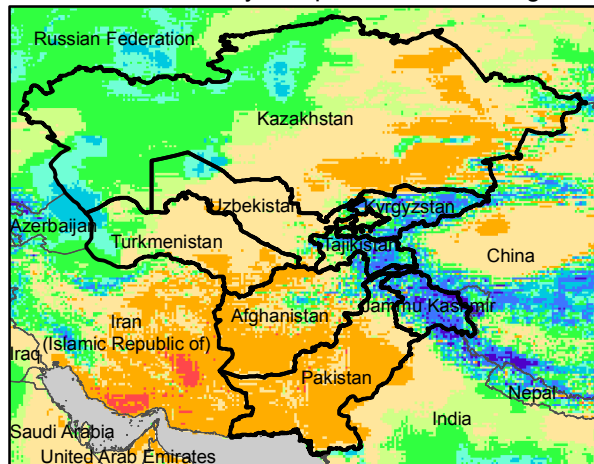 Russian Federation
Kazakhstan
Uzbekistan
Kyrgyzstan
Azerbaijan
Turkmenistan
Tajikistan
China
Jammu Kashmir
Afghanistan
Iran
(Islamic Republic of)
Iraq
Pakistan
Nepal
India
Saudi Arabia
United Arab Emirates